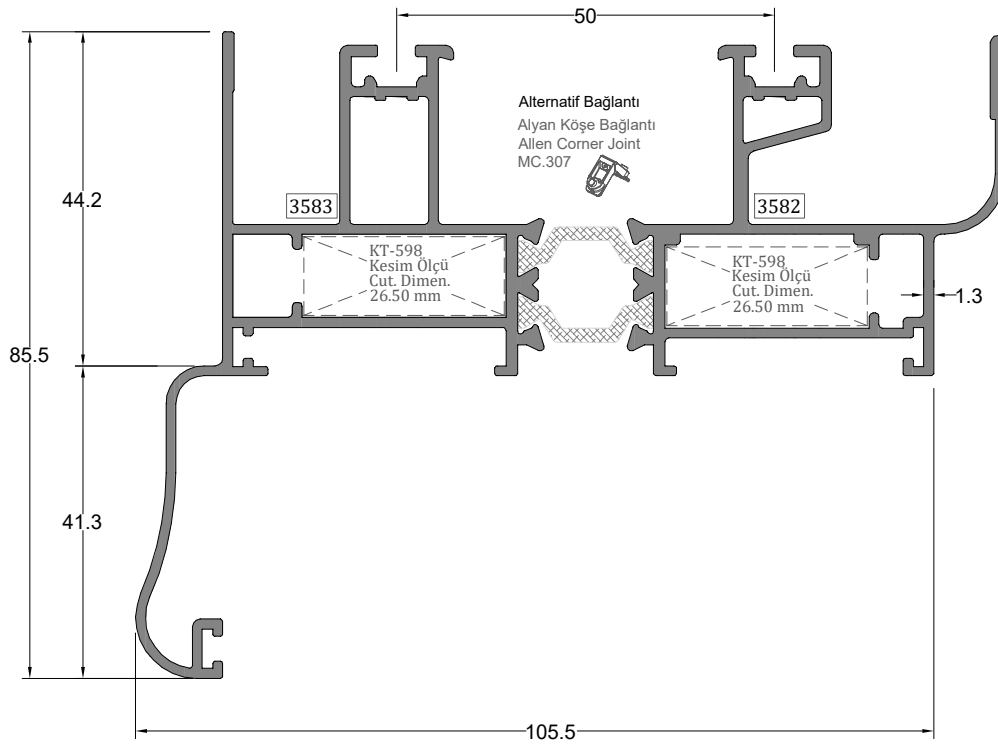 50
Alternatif Bağlantı
Alyan Köşe Bağlantı
Allen Corner Joint
MC.307
44.2
3583
3582
KT-598
Kesim Ölçü
Cut. Dimen.
26.50 mm
KT-598
Kesim Ölçü
Cut. Dimen.
26.50 mm
1.3
85.5
41.3
105.5